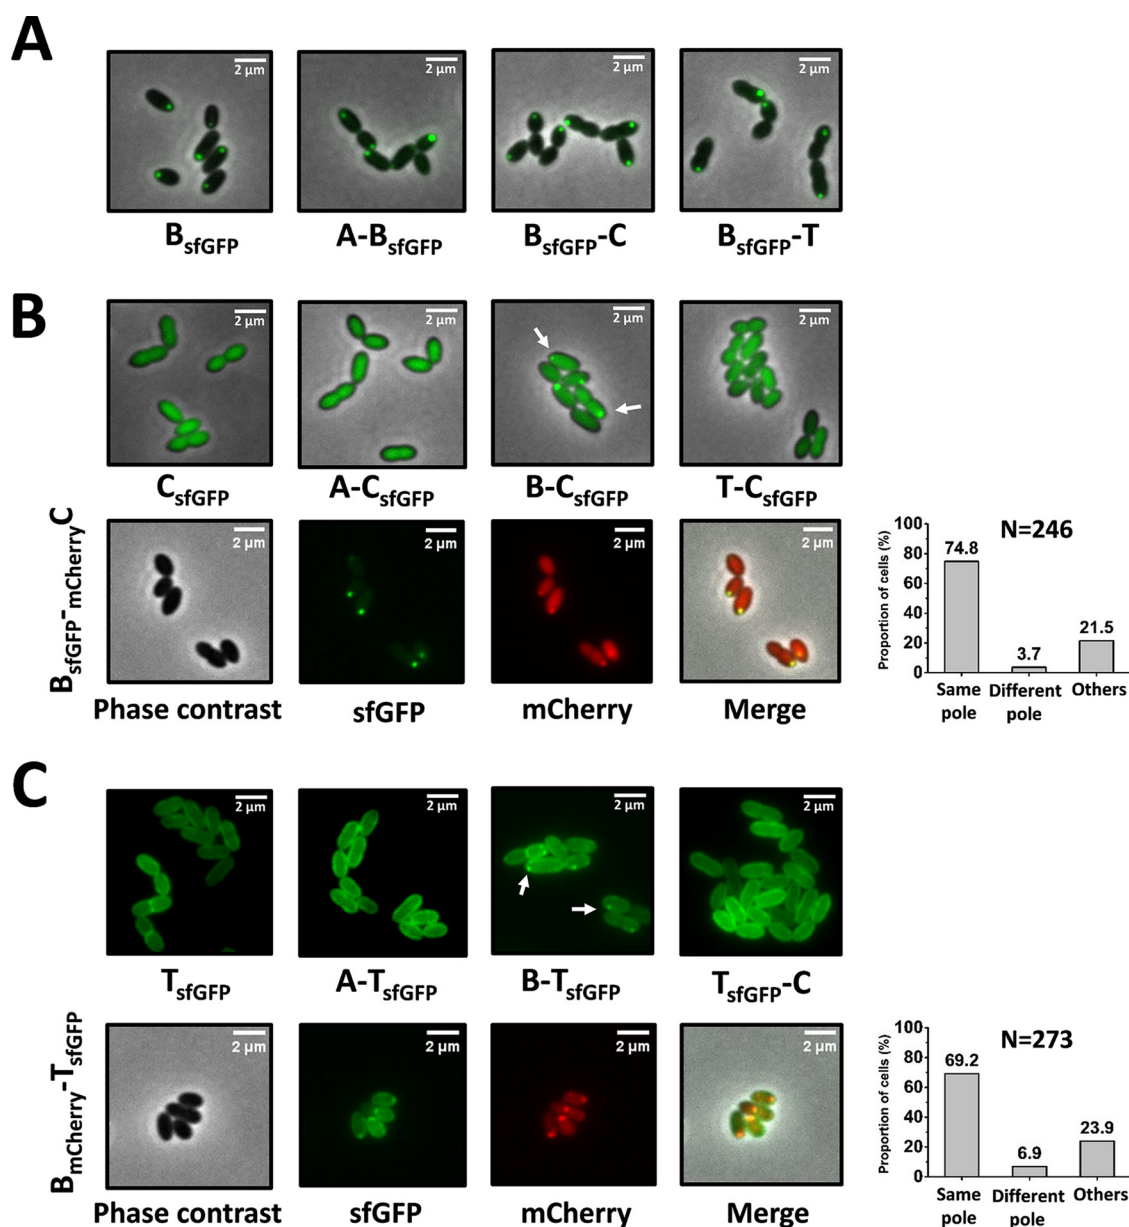 A
2 μm 2 μm 2 μm 2 μm
BsfGFP A-BsfGFP BsfGFP-C BsfGFP-T
B
2 μm 2 μm 2 μm 2 μm
CsfGFP A-CsfGFP B-CsfGFP T-CsfGFP
BsfGFP-mCherryC
2 μm 2 μm 2 μm 2 μm
Phase contrast sfGFP mCherry Merge
Proportion of cells (%)
100
80
60
40
20
0
N=246
74.8
3.7
21.5
Same pole
Different pole
Others
C
2 μm 2 μm 2 μm 2 μm
TsfGFP A-TsfGFP B-TsfGFP TsfGFP-C
BmCherry-TsfGFP
2 μm 2 μm 2 μm 2 μm
Phase contrast sfGFP mCherry Merge
Proportion of cells (%)
100
80
60
40
20
0
N=273
69.2
6.9
23.9
Same pole
Different pole
Others